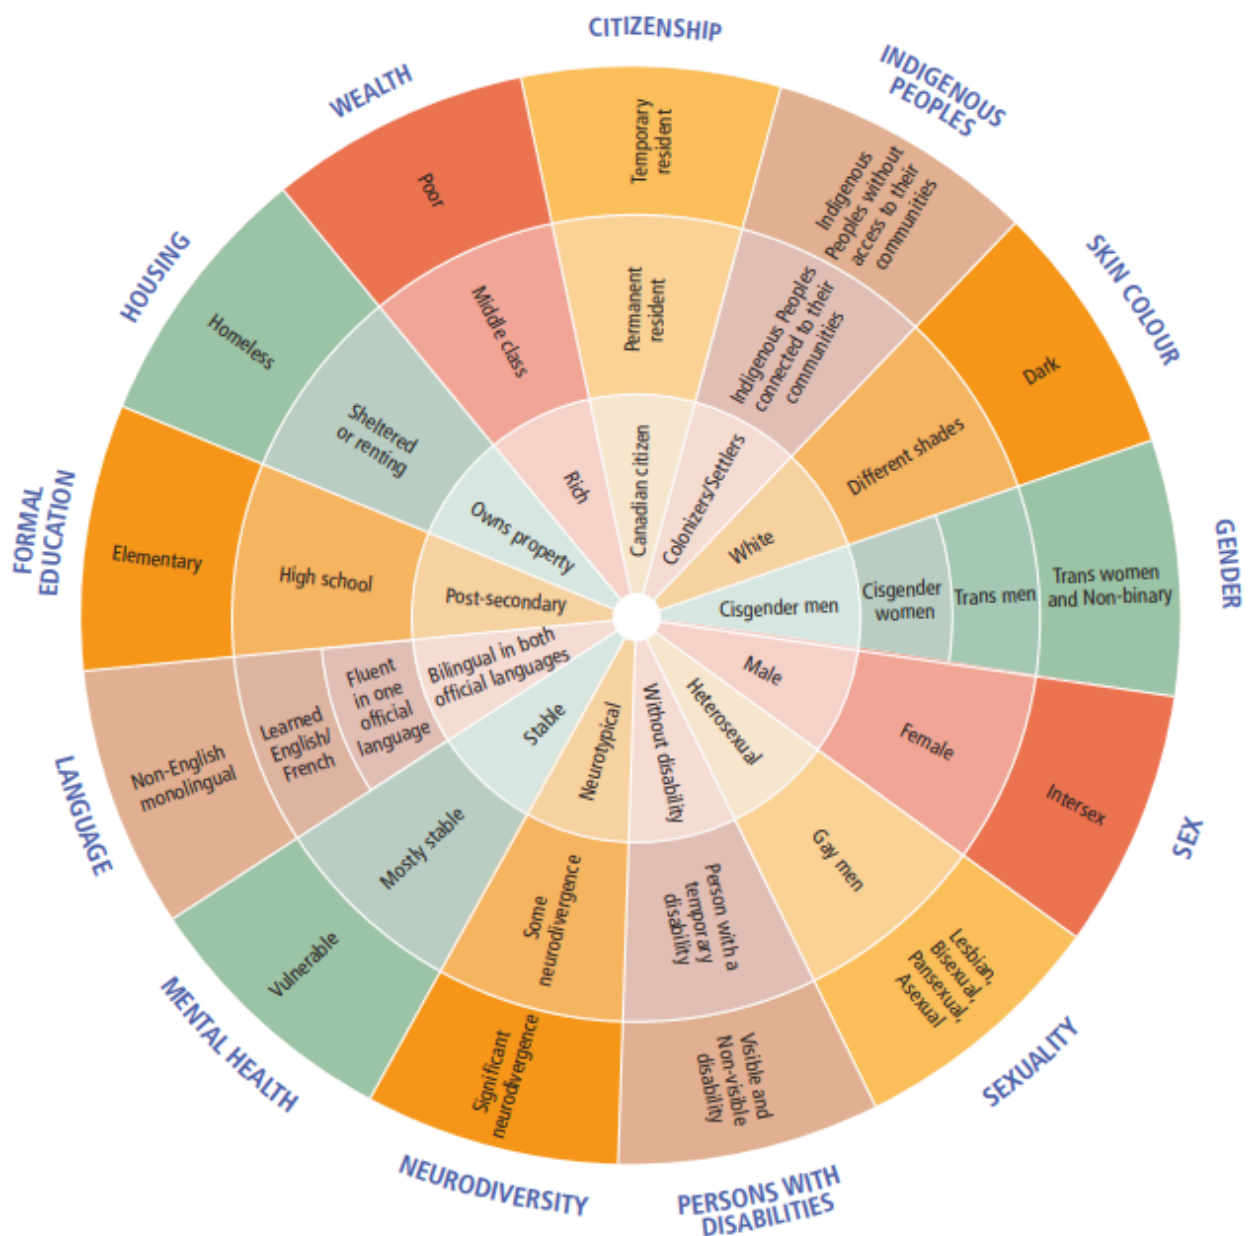 CITIZENSHIP
Temporary
resident
Permanent
resident
Canadian citizen
INDIGENOUS
PEOPLES
Indigenous
Peoples without
access to their
communities
Indigenous Peoples
connected to their
communities
Colonizers/Settlers
SKIN COLOUR
Dark
Different shades
White
GENDER
Trans women
and Non-binary
Trans men
Cisgender
women
Cisgender men
SEX
Intersex
Female
Male
SEXUALITY
Lesbian,
Bisexual,
Pansexual,
Asexual
Gay men
Heterosexual
PERSONS WITH
DISABILITIES
Visible and
Non-visible
disability
Person with a
temporary
disability
Without disability
NEURODIVERSITY
Significant
neurodivergence
Some
neurodivergence
Neurotypical
MENTAL HEALTH
Vulnerable
Mostly stable
Stable
LANGUAGE
Non-English
monolingual
Learned
English/
French
Fluent
in one
official
language
Bilingual in both
official languages
FORMAL
EDUCATION
Elementary
High school
Post-secondary
HOUSING
Homeless
Sheltered
or renting
Owns property
WEALTH
Poor
Middle class
Rich